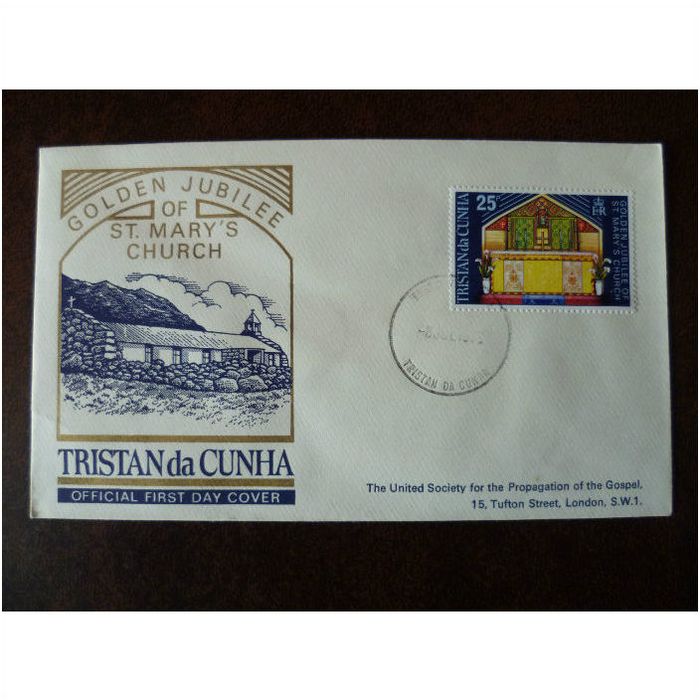 GOLDEN JUBILEE
OF
ST. MARY'S
CHURCH
TRISTAN da CUNHA
OFFICIAL FIRST DAY COVER
25p
TRISTAN da CUNHA
GOLDEN JUBILEE OF
ST. MARY'S CHURCH
TRISTAN DA CUNHA
The United Society for the Propagation of the Gospel,
15, Tufton Street, London, S.W.1.